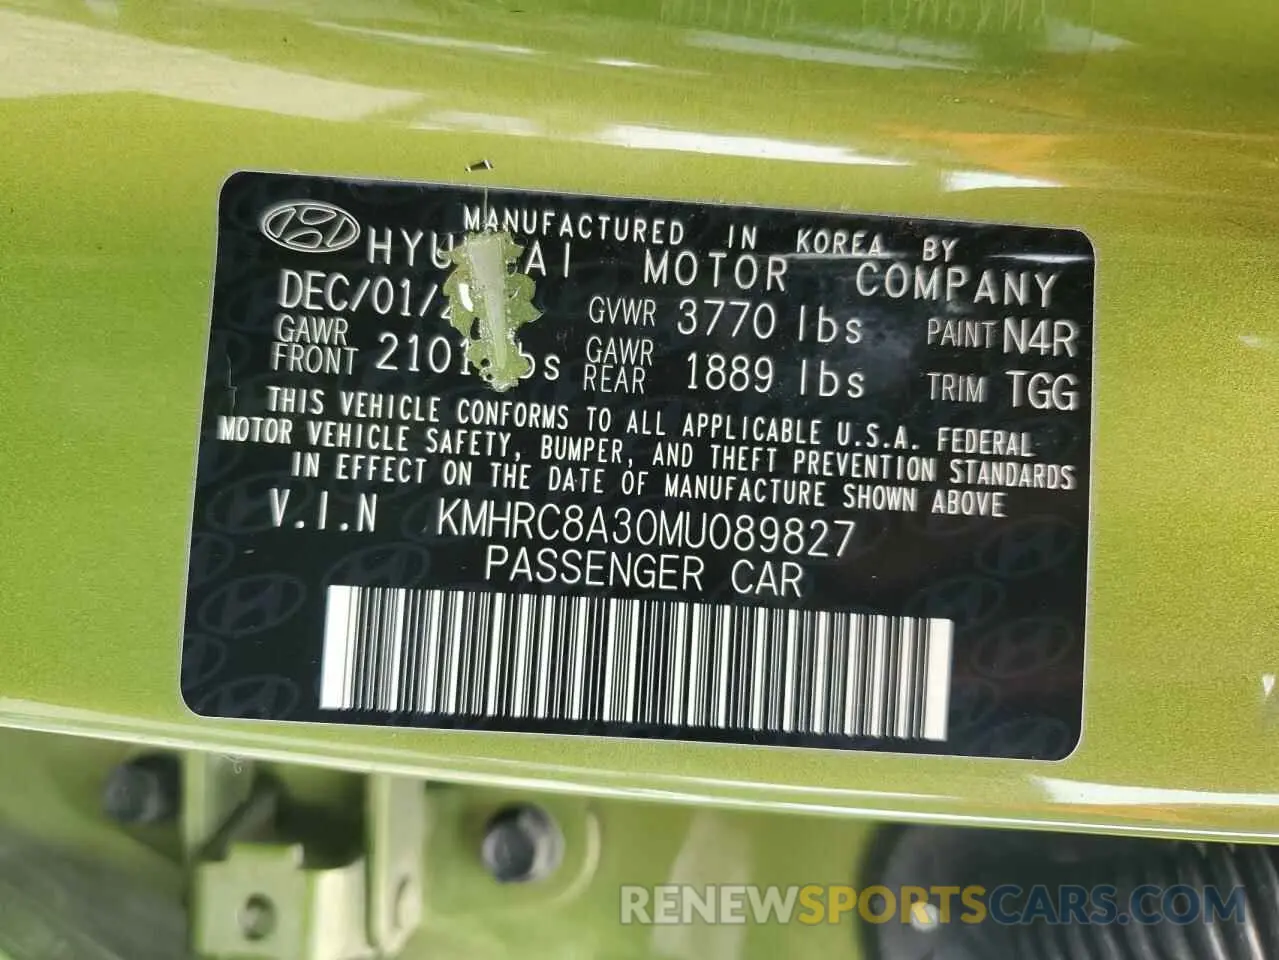 MANUFACTURED IN KOREA BY
MOTOR COMPANY
DEC/01/
GVWR 3770 lbs PAINT N4R
GAWR FRONT
GAWR REAR 1889 lbs TRIM TGG
THIS VEHICLE CONFORMS TO ALL APPLICABLE U.S.A. FEDERAL
MOTOR VEHICLE SAFETY, BUMPER, AND THEFT PREVENTION STANDARDS
IN EFFECT ON THE DATE OF MANUFACTURE SHOWN ABOVE
V.I.N KMHRC8A30MU089827
PASSENGER CAR
RENEWSPORTSCARS.COM